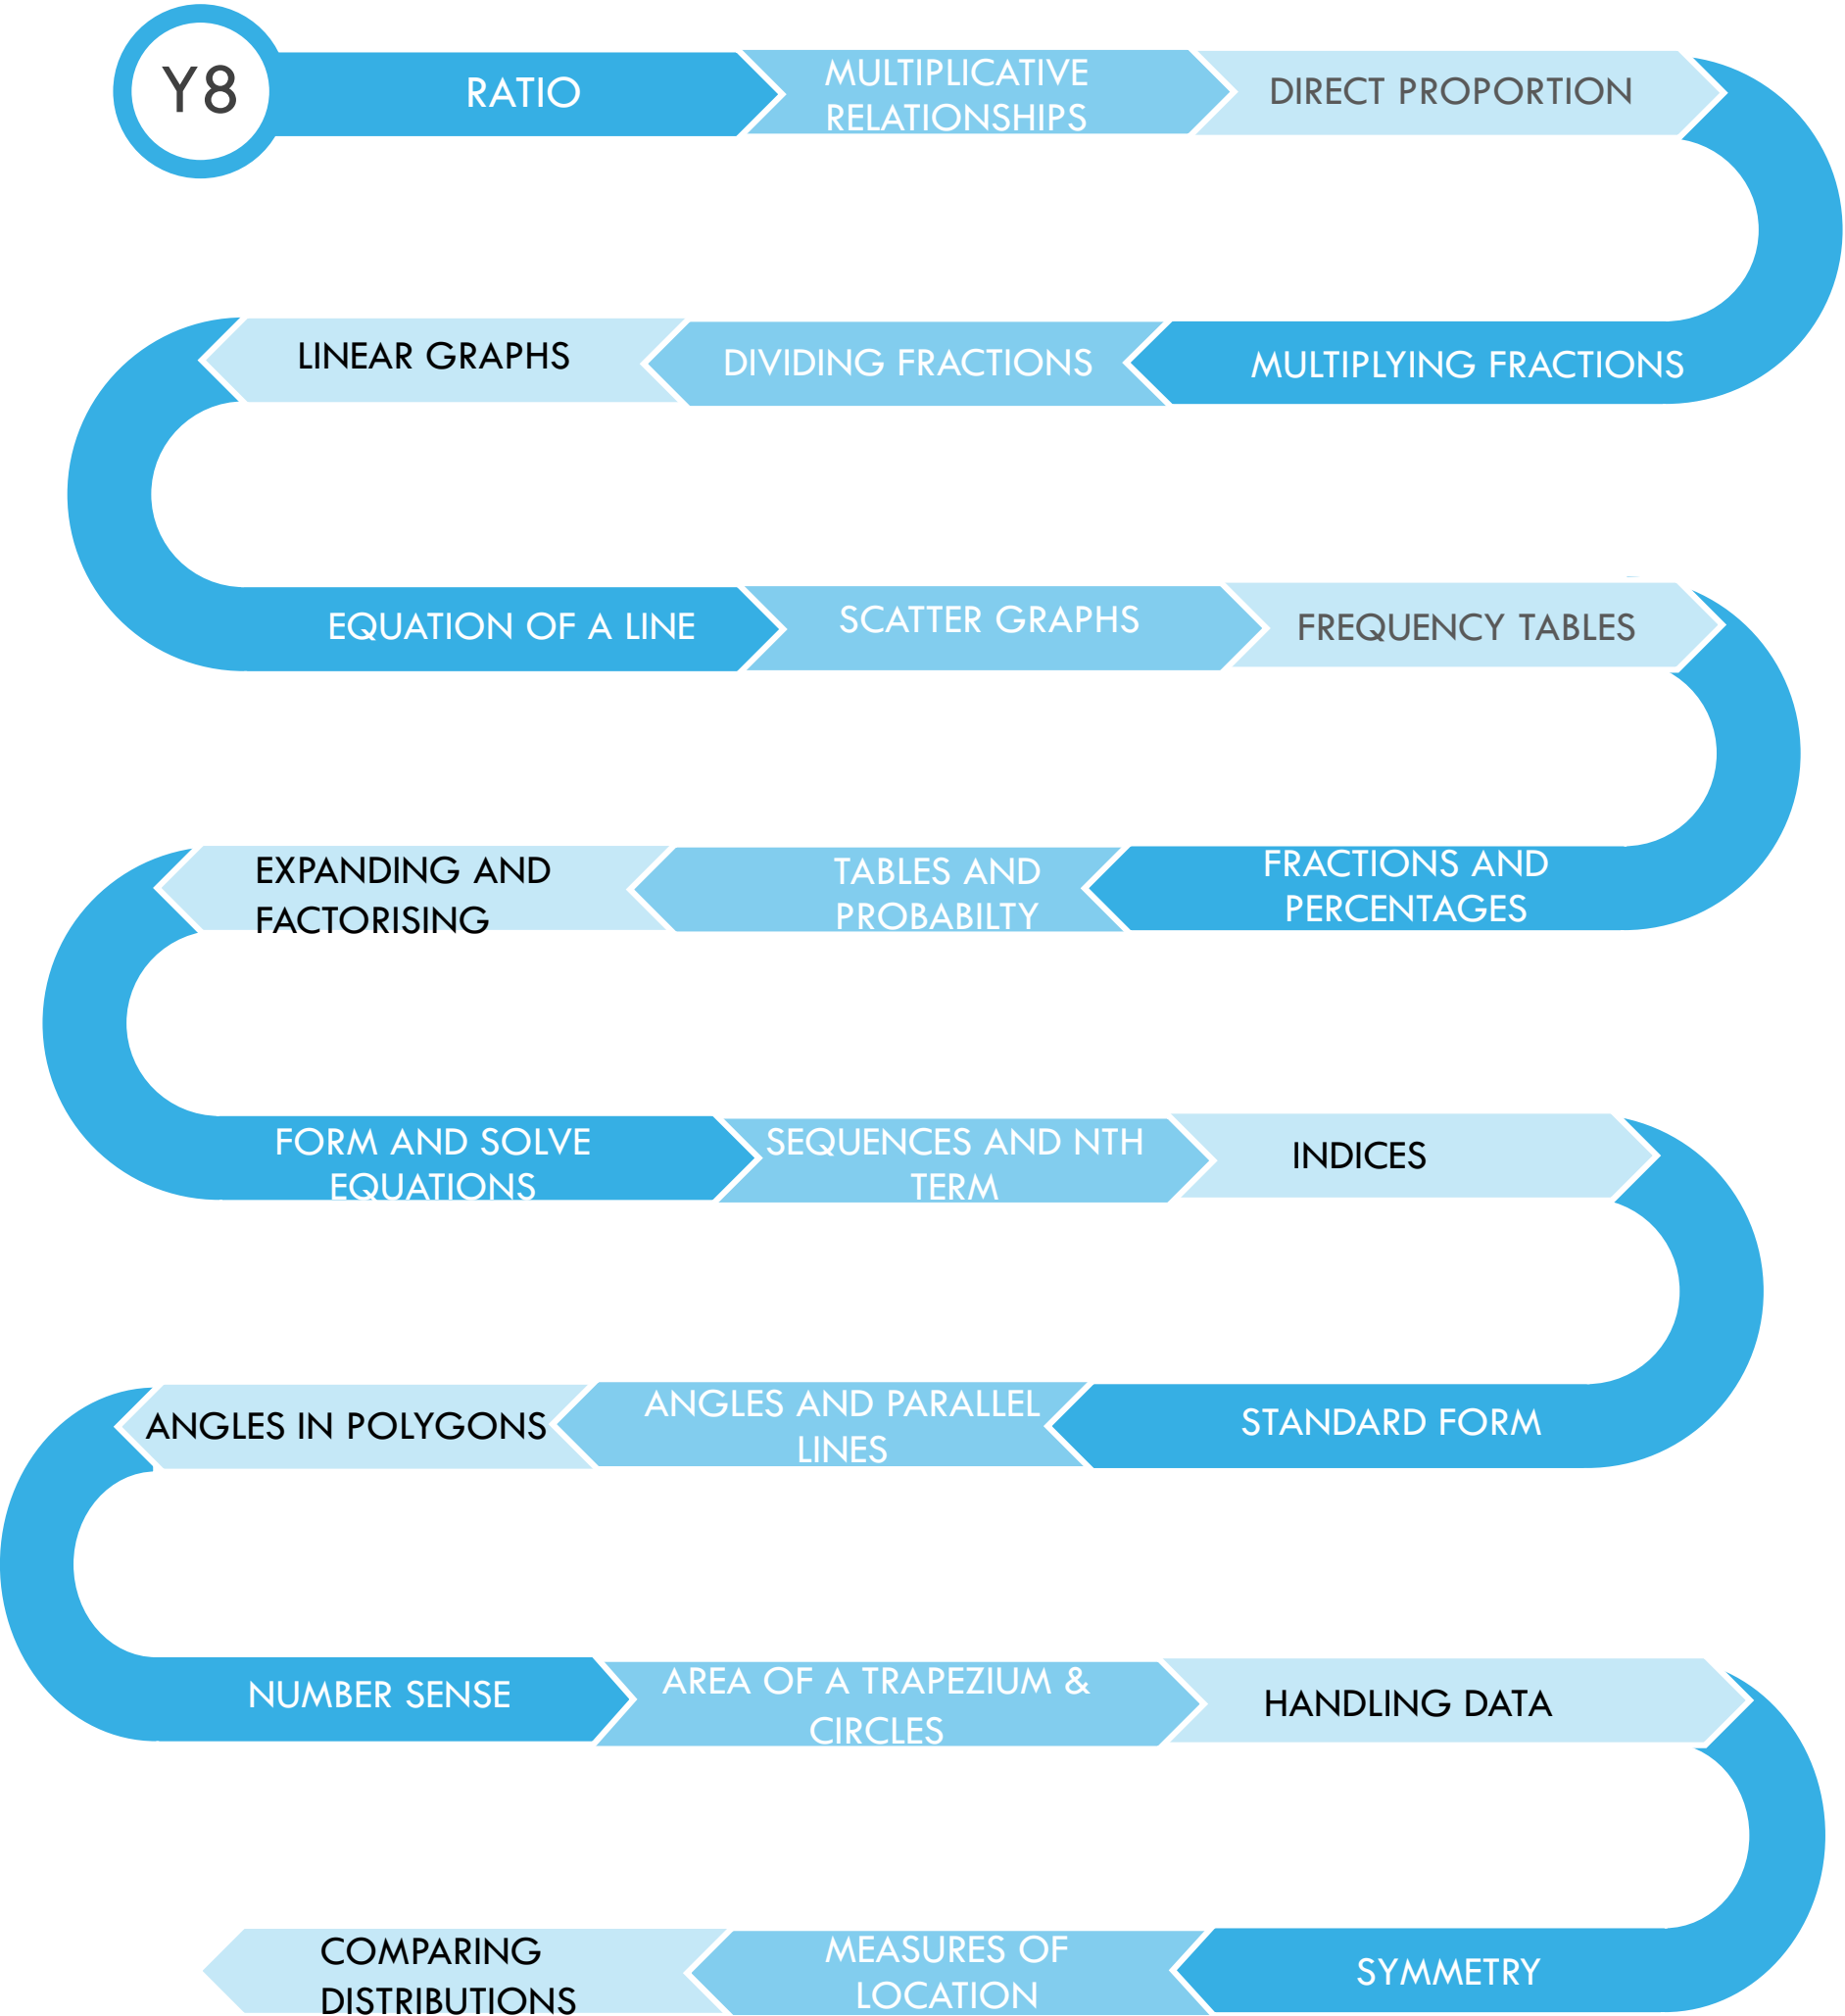 Y8
RATIO
MULTIPLICATIVE
RELATIONSHIPS
DIRECT PROPORTION
MULTIPLYING FRACTIONS
DIVIDING FRACTIONS
LINEAR GRAPHS
EQUATION OF A LINE
SCATTER GRAPHS
FREQUENCY TABLES
FRACTIONS AND
PERCENTAGES
TABLES AND
PROBABILTY
EXPANDING AND
FACTORISING
FORM AND SOLVE
EQUATIONS
SEQUENCES AND NTH
TERM
INDICES
STANDARD FORM
ANGLES AND PARALLEL
LINES
ANGLES IN POLYGONS
NUMBER SENSE
AREA OF A TRAPEZIUM &
CIRCLES
HANDLING DATA
SYMMETRY
MEASURES OF
LOCATION
COMPARING
DISTRIBUTIONS